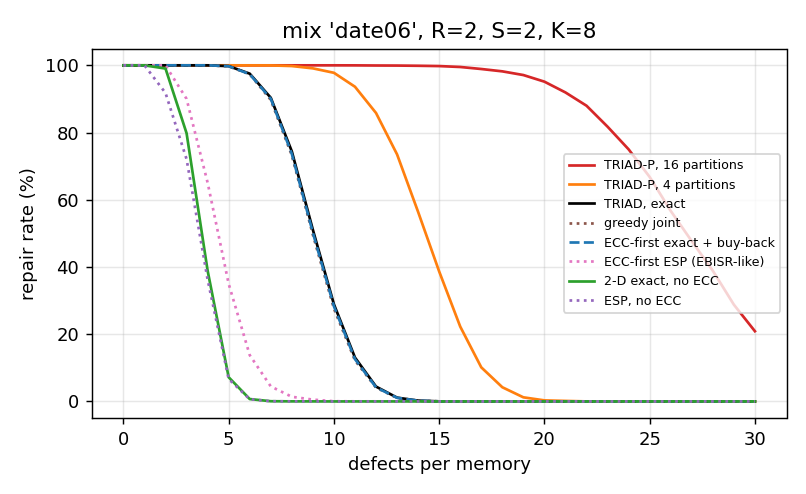 mix 'date06', R=2, S=2, K=8
repair rate (%)
100
80
60
40
20
0
TRIAD-P, 16 partitions
TRIAD-P, 4 partitions
TRIAD, exact
greedy joint
ECC-first exact + buy-back
ECC-first ESP (EBISR-like)
2-D exact, no ECC
ESP, no ECC
0 5 10 15 20 25 30
defects per memory